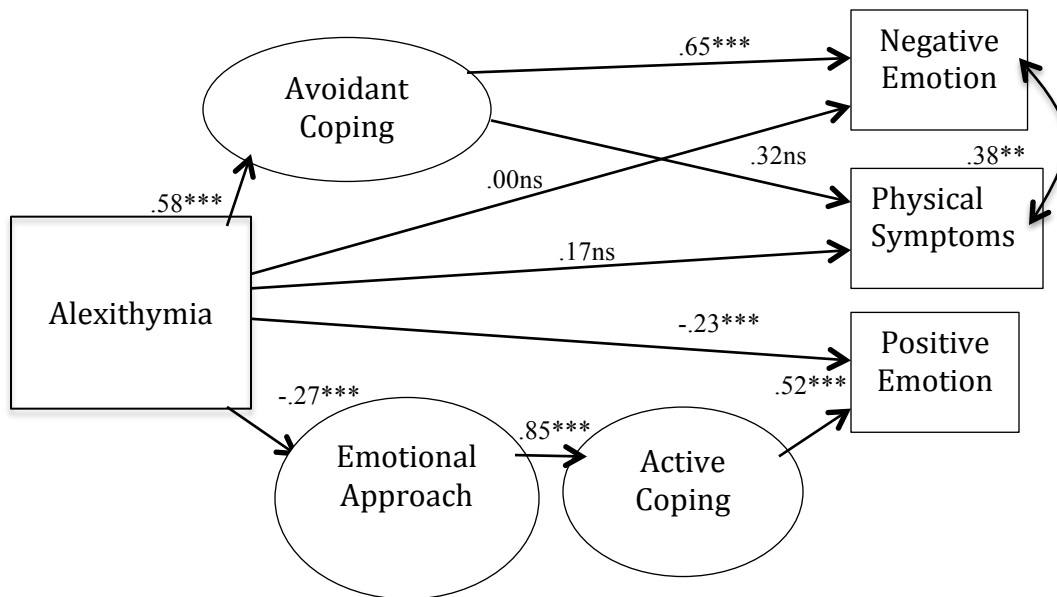 Negative
Emotion
.65***
Avoidant
Coping
.32ns
.38**
.00ns
.58***
Physical
Symptoms
.17ns
Alexithymia
-.23***
Positive
Emotion
-.27***
.52***
.85***
Emotional
Approach
Active
Coping